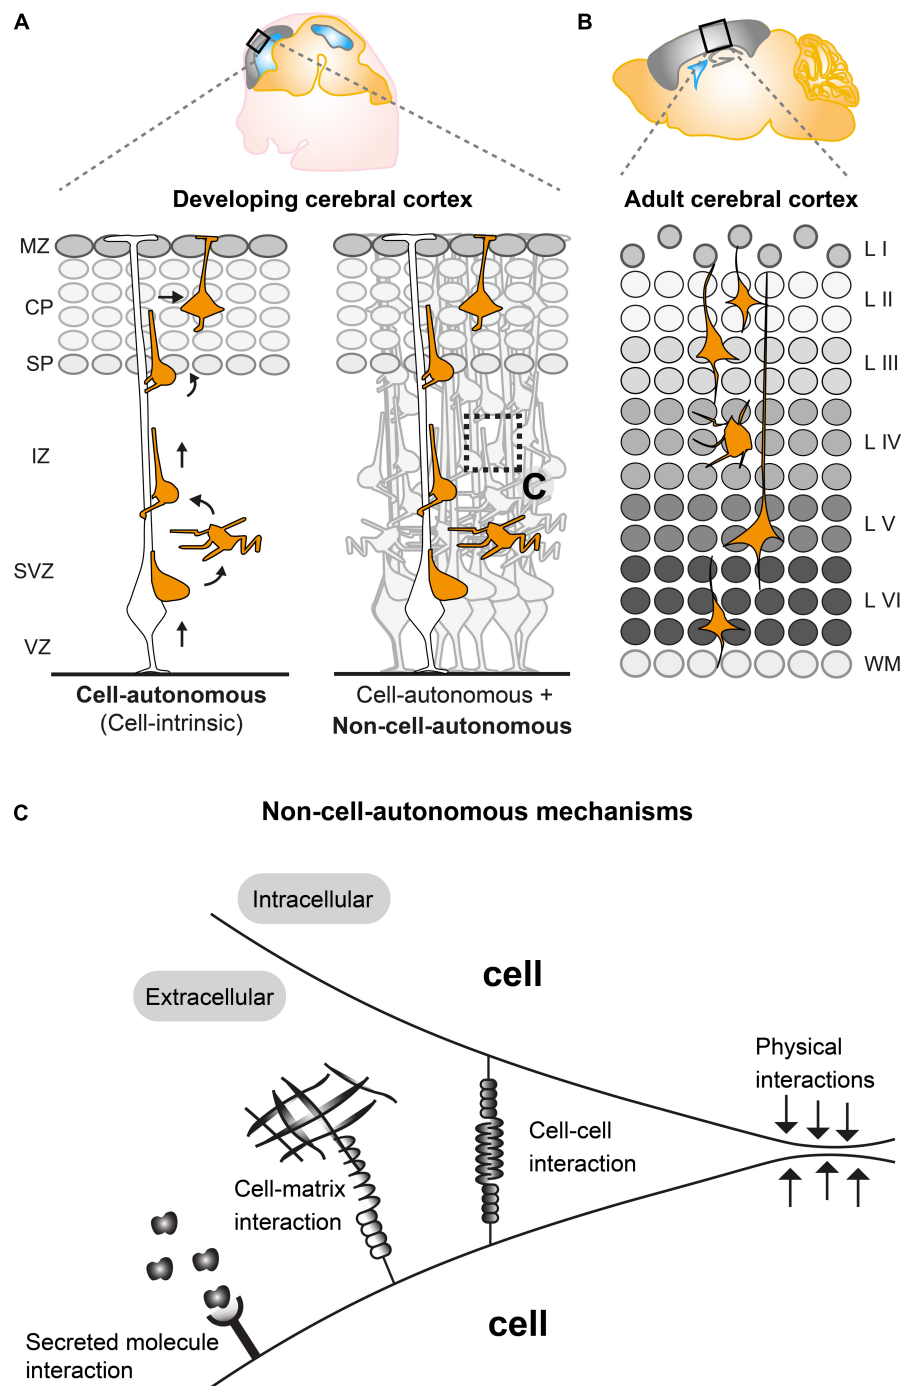 A
B
Developing cerebral cortex
Adult cerebral cortex
MZ
CP
SP
IZ
SVZ
VZ
C
L I
L II
L III
L IV
L V
L VI
WM
Cell-autonomous
(Cell-intrinsic)
Cell-autonomous +
Non-cell-autonomous
C
Non-cell-autonomous mechanisms
Intracellular
cell
Extracellular
Physical
interactions
Cell-cell
interaction
Cell-matrix
interaction
cell
Secreted molecule
interaction